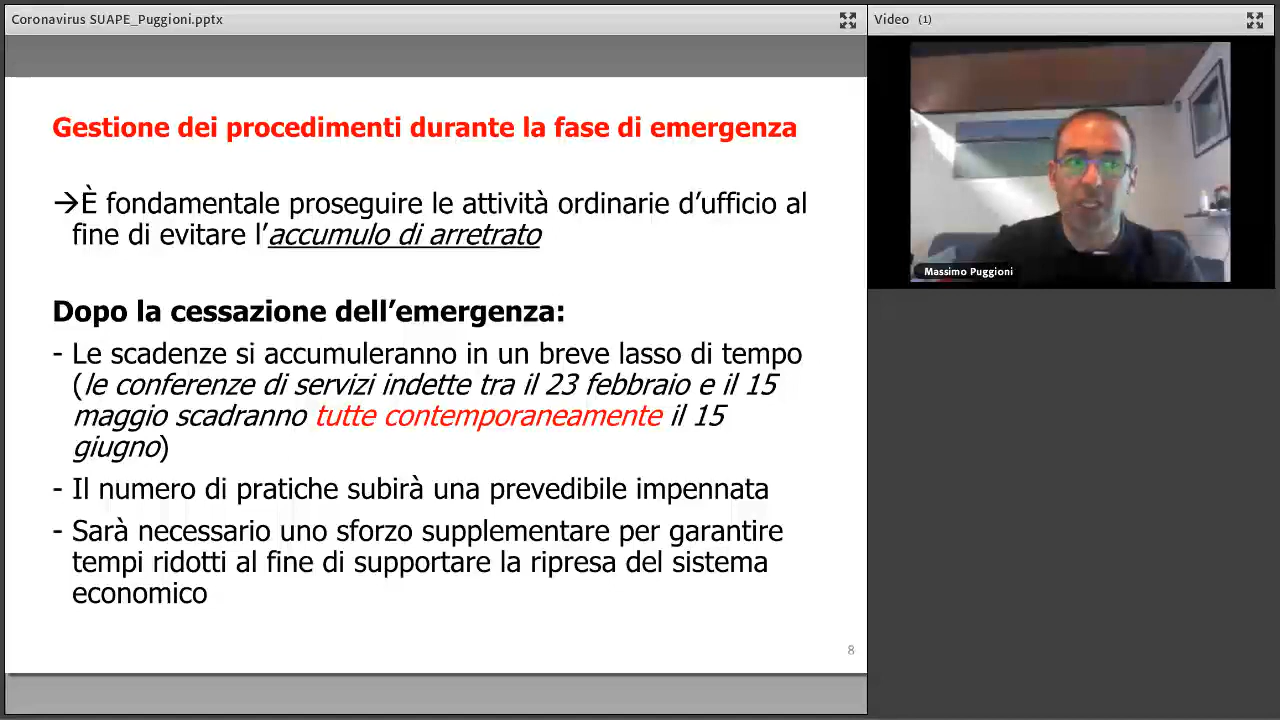 Coronavirus SUAPE_Puggioni.pptx
Video (1)
Gestione dei procedimenti durante la fase di emergenza
→È fondamentale proseguire le attività ordinarie d’ufficio al
fine di evitare l’accumulo di arretrato
Dopo la cessazione dell’emergenza:
- Le scadenze si accumuleranno in un breve lasso di tempo
(le conferenze di servizi indette tra il 23 febbraio e il 15
maggio scadranno tutte contemporaneamente il 15
giugno)
- Il numero di pratiche subirà una prevedibile impennata
- Sarà necessario uno sforzo supplementare per garantire
tempi ridotti al fine di supportare la ripresa del sistema
economico
8
Massimo Puggioni